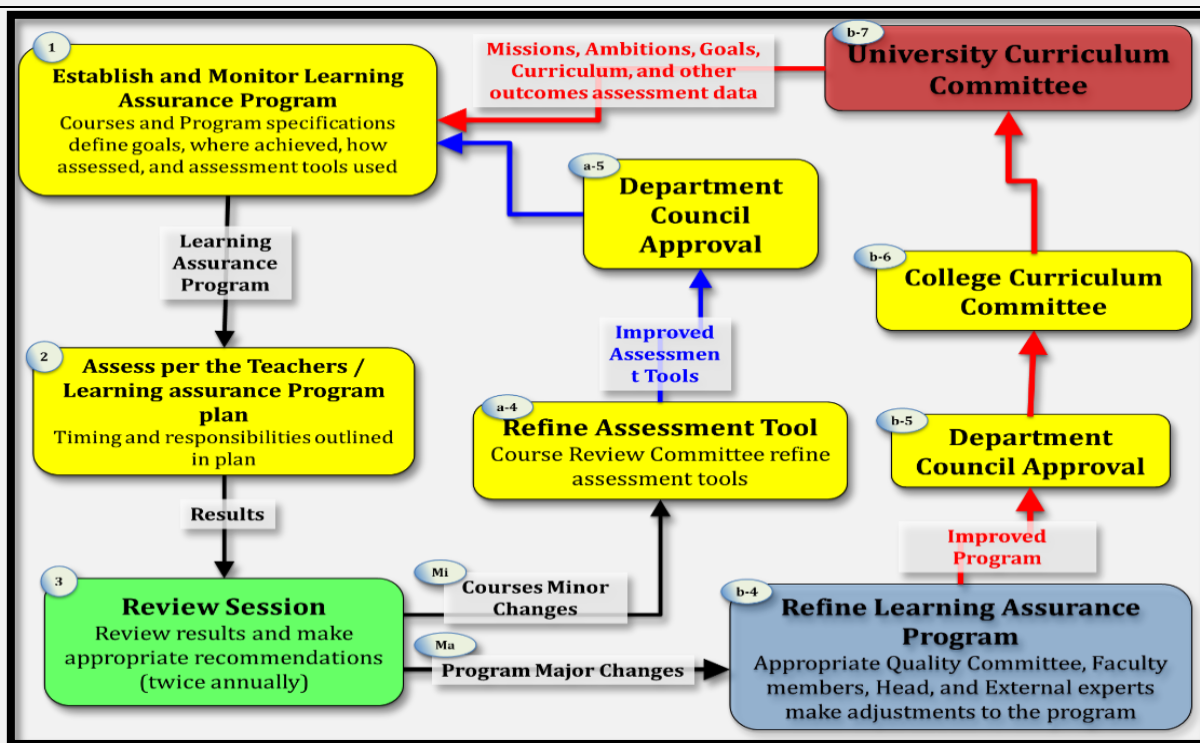 1
Establish and Monitor Learning
Assurance Program
Courses and Program specifications
define goals, where achieved, how
assessed, and assessment tools used
Learning
Assurance
Program
2
Assess per the Teachers /
Learning assurance Program
plan
Timing and responsibilities outlined
in plan
Results
3
Review Session
Review results and make
appropriate recommendations
(twice annually)
Mi
Courses Minor
Changes
Ma
Program Major Changes
a-4
Refine Assessment Tool
Course Review Committee refine
assessment tools
Improved
Assessmen
t Tools
a-5
Department
Council
Approval
b-4
Refine Learning Assurance
Program
Appropriate Quality Committee, Faculty
members, Head, and External experts
make adjustments to the program
Improved
Program
b-5
Department
Council Approval
b-6
College Curriculum
Committee
b-7
University Curriculum
Committee
Missions, Ambitions, Goals,
Curriculum, and other
outcomes assessment data